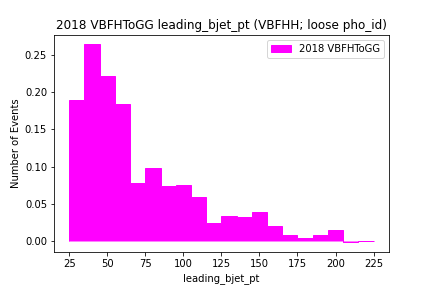 2018 VBFHToGG leading_bjet_pt (VBFHH; loose pho_id)
2018 VBFHToGG
Number of Events
0.25
0.20
0.15
0.10
0.05
0.00
25 50 75 100 125 150 175 200 225
leading_bjet_pt